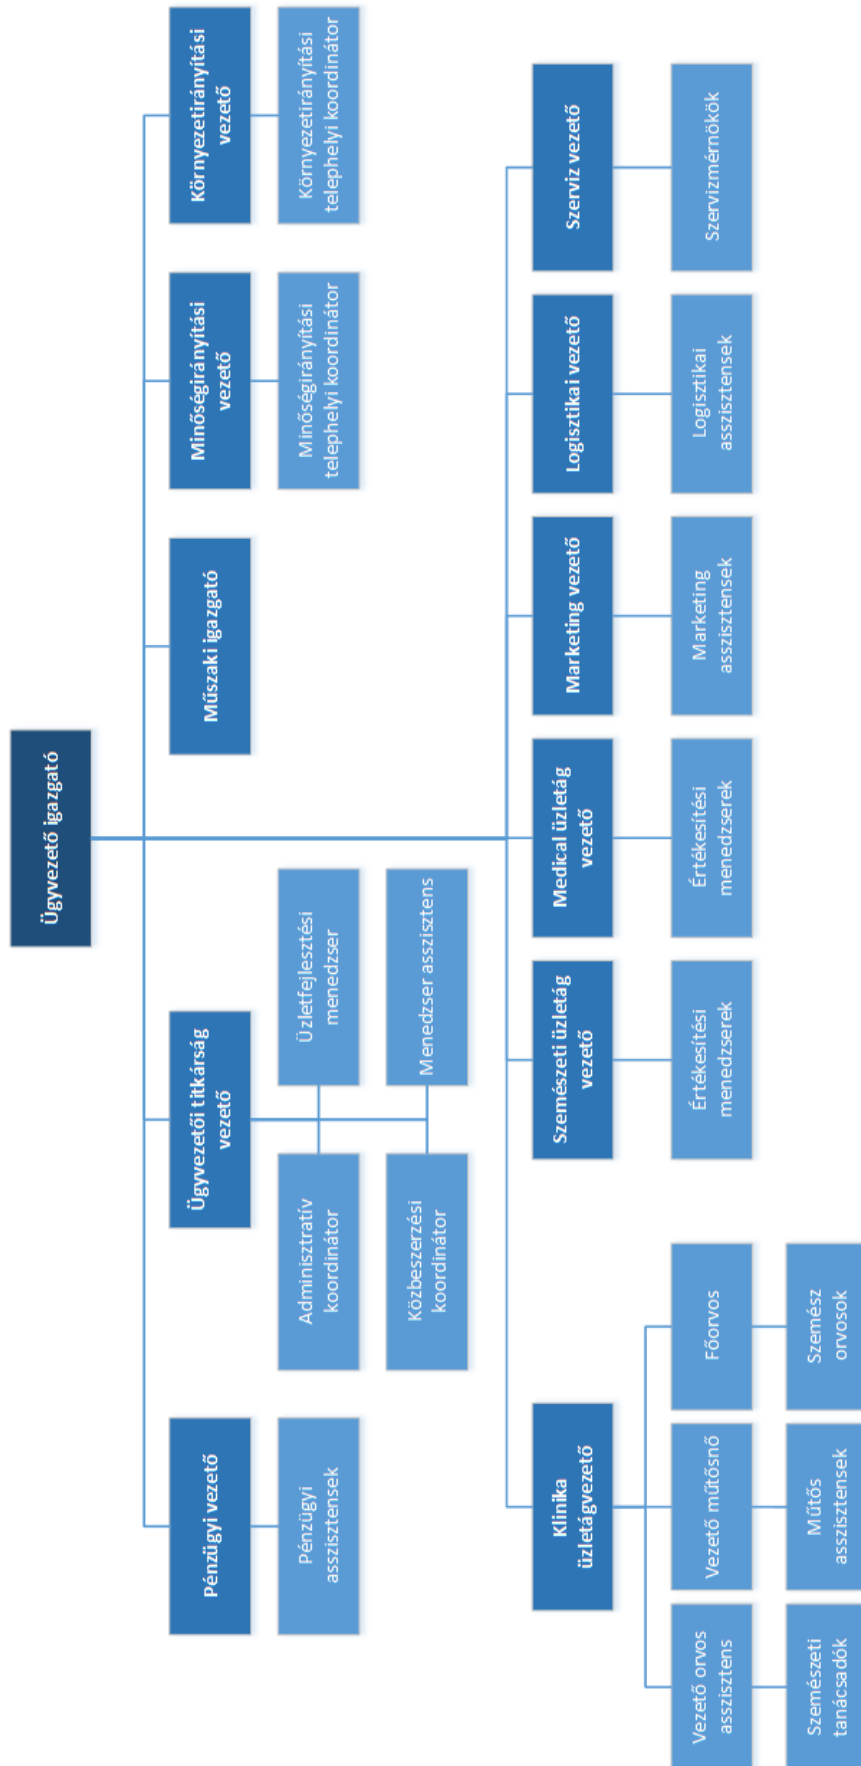 Ügyvezető igazgató
Pénzügyi vezető
Ügyvezetői titkárság
vezető
Műszaki igazgató
Minőségirányítási
vezető
Környezetirányítási
vezető
Pénzügyi
asszisztensek
Adminisztratív
koordinátor
Üzletfejlesztési
menedzser
Minőségirányítási
telephelyi koordinátor
Környezetirányítási
telephelyi koordinátor
Közbeszerzési
koordinátor
Menedzser asszisztens
Klinika
üzletágvezető
Szemészeti üzletág
vezető
Medical üzletág
vezető
Marketing vezető
Logisztikai vezető
Szerviz vezető
Vezető orvos
asszisztens
Vezető műtősnő
Főorvos
Értékesítési
menedzserek
Értékesítési
menedzserek
Marketing
asszisztensek
Logisztikai
asszisztensek
Szervizmérnökök
Szemészeti
tanácsadók
Műtős
asszisztensek
Szemész
orvosok